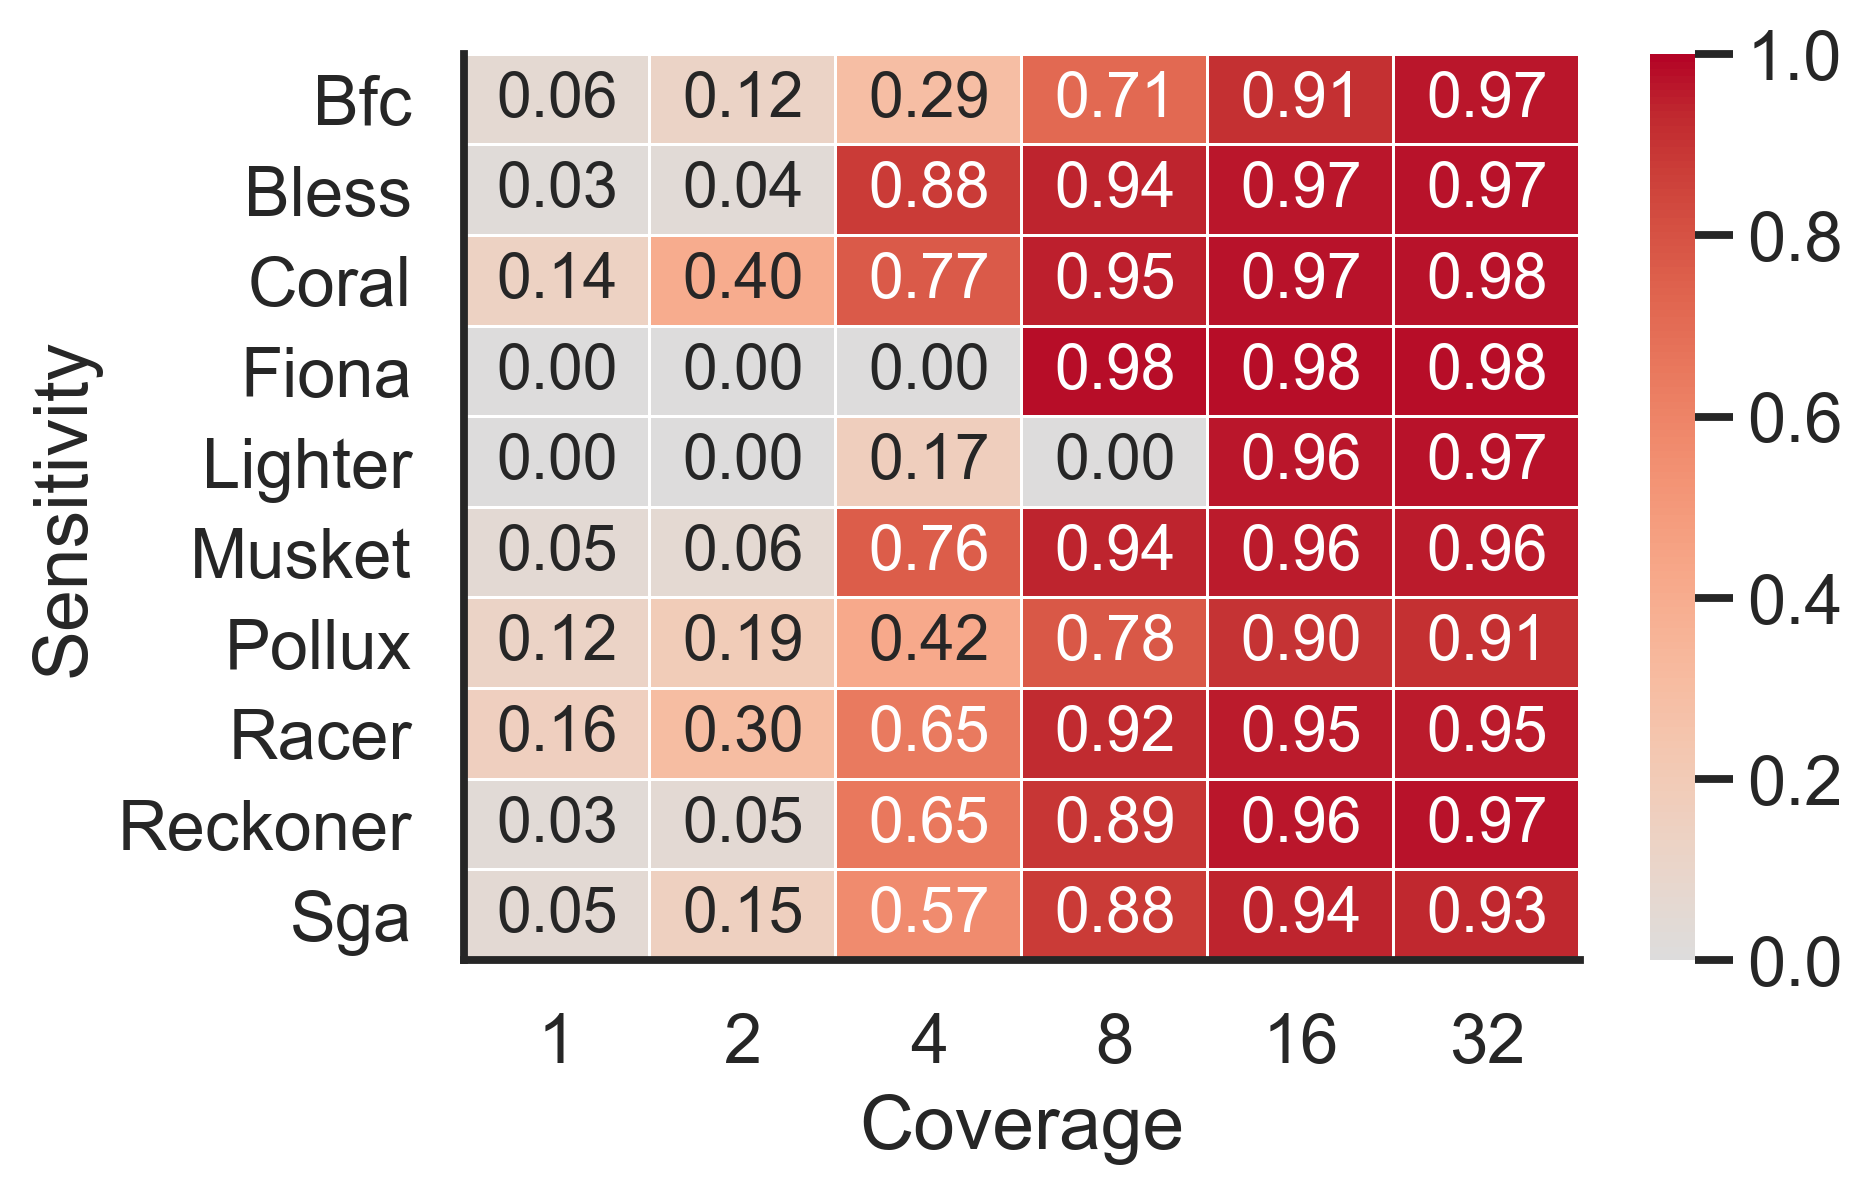 Sensitivity
Bfc 0.06 0.12 0.29 0.71 0.91 0.97
Bless 0.03 0.04 0.88 0.94 0.97 0.97
Coral 0.14 0.40 0.77 0.95 0.97 0.98
Fiona 0.00 0.00 0.00 0.98 0.98 0.98
Lighter 0.00 0.00 0.17 0.00 0.96 0.97
Musket 0.05 0.06 0.76 0.94 0.96 0.96
Pollux 0.12 0.19 0.42 0.78 0.90 0.91
Racer 0.16 0.30 0.65 0.92 0.95 0.95
Reckoner 0.03 0.05 0.65 0.89 0.96 0.97
Sga 0.05 0.15 0.57 0.88 0.94 0.93
1 2 4 8 16 32
Coverage
1.0
0.8
0.6
0.4
0.2
0.0